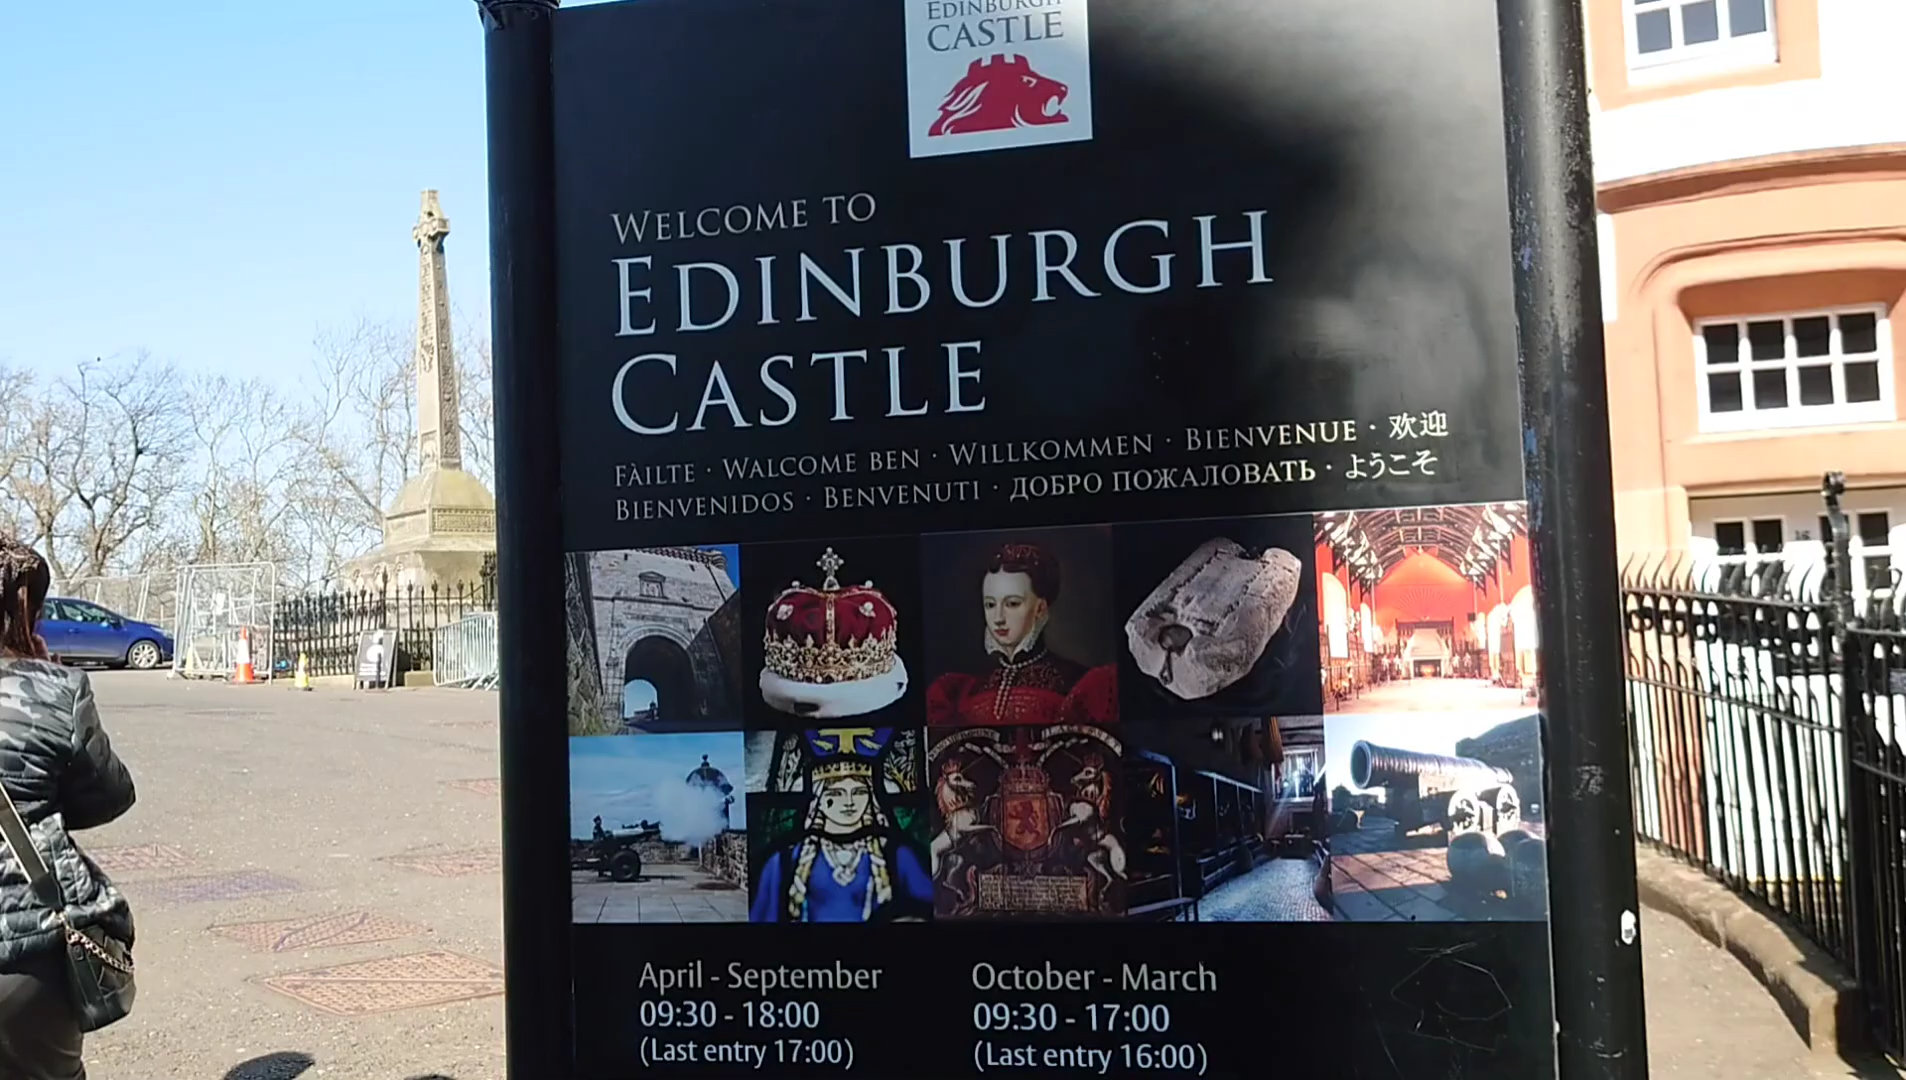 EDINBURGH
CASTLE
WELCOME TO
EDINBURGH
CASTLE
FÀILTE · WALCOME BEN · WILLKOMMEN · BIENVENUE · 欢迎
BIENVENIDOS · BENVENUTI · ДОБРО ПОЖАЛОВАТЬ · ようこそ
April - September
09:30 - 18:00
(Last entry 17:00)
October - March
09:30 - 17:00
(Last entry 16:00)